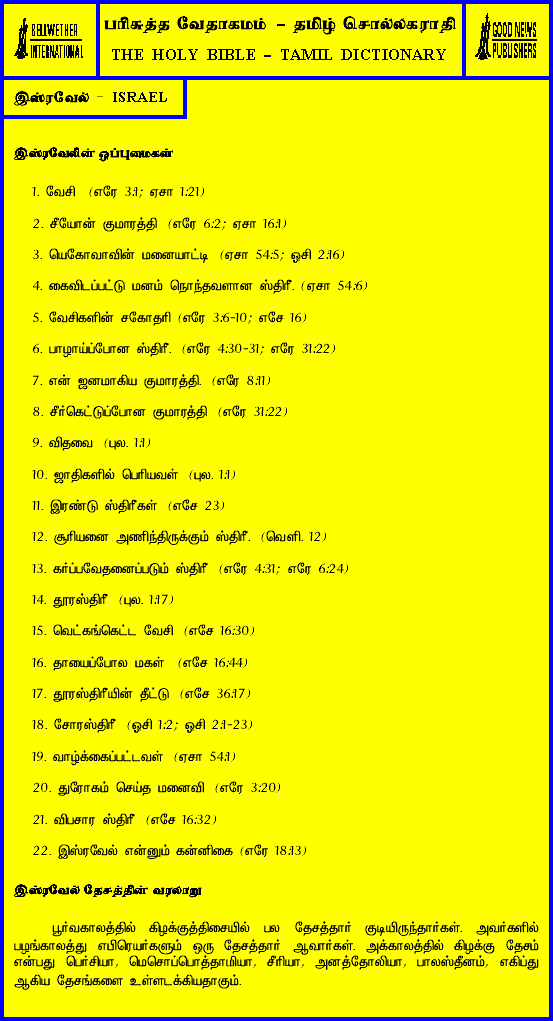 BELLWETHER
INTERNATIONAL
பரிசுத்த வேதாகமம் – தமிழ் சொல்லகராதி
THE HOLY BIBLE – TAMIL DICTIONARY
GOOD NEWS
PUBLISHERS
இஸ்ரவேல் – ISRAEL
இஸ்ரவேலின் ஒப்புமைகள்
1. வேசி (எரே 3:1; ஏசா 1:21)
2. சீயோன் குமாரத்தி (எரே 6:2; ஏசா 16:1)
3. யெகோவாவின் மனையாட்டி (ஏசா 54:5; ஓசி 2:16)
4. கைவிடப்பட்டு மனம் நொந்தவளான ஸ்திரீ. (ஏசா 54:6)
5. வேசிகளின் சகோதரி (எரே 3:6-10; எசே 16)
6. பாழாய்ப்போன ஸ்திரீ. (எரே 4:30-31; எரே 31:22)
7. என் ஜனமாகிய குமாரத்தி. (எரே 8:11)
8. சீர்கெட்டுப்போன குமாரத்தி (எரே 31:22)
9. விதவை (புல. 1:1)
10. ஜாதிகளில் பெரியவள் (புல. 1:1)
11. இரண்டு ஸ்திரீகள் (எசே 23)
12. சூரியனை அணிந்திருக்கும் ஸ்திரீ. (வெளி. 12)
13. கர்ப்பவேதனைப்படும் ஸ்திரீ (எரே 4:31; எரே 6:24)
14. தூரஸ்திரீ (புல. 1:17)
15. வெட்கங்கெட்ட வேசி (எசே 16:30)
16. தாயைப்போல மகள் (எசே 16:44)
17. தூரஸ்திரீயின் தீட்டு (எசே 36:17)
18. சோரஸ்திரீ (ஓசி 1:2; ஓசி 2:1-23)
19. வாழ்க்கைப்பட்டவள் (ஏசா 54:1)
20. துரோகம் செய்த மனைவி (எரே 3:20)
21. விபசார ஸ்திரீ (எசே 16:32)
22. இஸ்ரவேல் என்னும் கன்னிகை (எரே 18:13)
இஸ்ரவேல் தேசத்தின் வரலாறு
பூர்வகாலத்தில் கிழக்குத்திசையில் பல தேசத்தார் குடியிருந்தார்கள். அவர்களில்
பழங்காலத்து எபிரெயர்களும் ஒரு தேசத்தார் ஆவார்கள். அக்காலத்தில் கிழக்கு தேசம்
என்பது பெர்சியா, மெசொப்பொத்தாமியா, சீரியா, அனத்தோலியா, பாலஸ்தீனம், எகிப்து
ஆகிய தேசங்களை உள்ளடக்கியதாகும்.